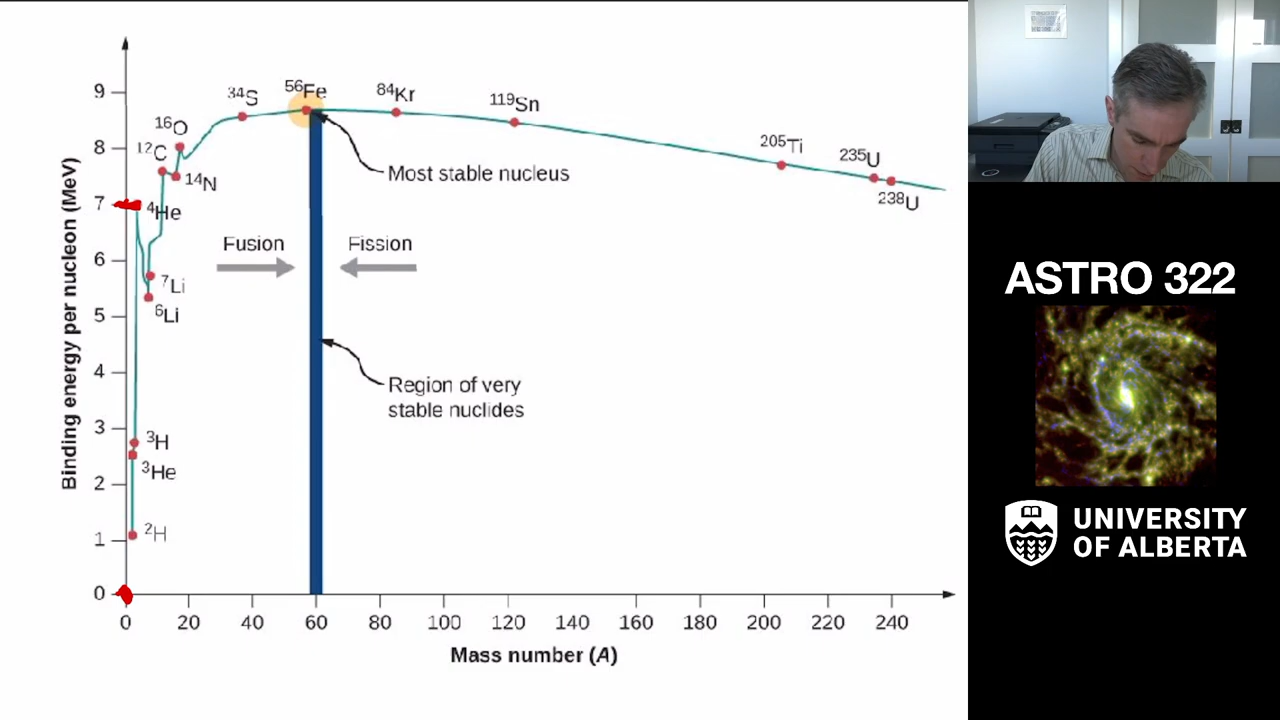 9
8
7
6
5
4
3
2
1
0
Binding energy per nucleon (MeV)
34S
56Fe
84Kr
119Sn
16O
12C
14N
205Ti
235U
238U
Most stable nucleus
4He
Fusion
Fission
7Li
6Li
Region of very
stable nuclides
3H
3He
2H
0 20 40 60 80 100 120 140 160 180 200 220 240
Mass number (A)
ASTRO 322
UNIVERSITY
OF ALBERTA